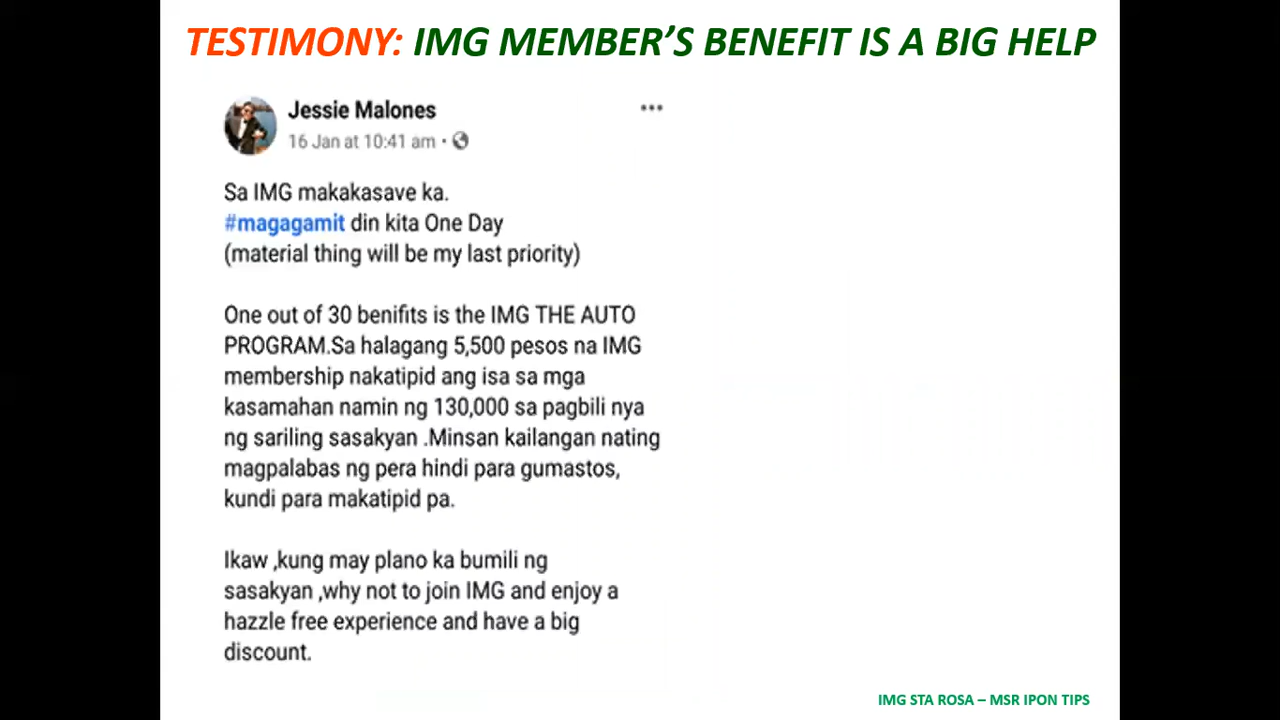 TESTIMONY: IMG MEMBER'S BENEFIT IS A BIG HELP
Jessie Malones
16 Jan at 10:41 am ·
Sa IMG makakasave ka.
#magagamit din kita One Day
(material thing will be my last priority)
One out of 30 benifits is the IMG THE AUTO
PROGRAM.Sa halagang 5,500 pesos na IMG
membership nakatipid ang isa sa mga
kasamahan namin ng 130,000 sa pagbili nya
ng sariling sasakyan .Minsan kailangan nating
magpalabas ng pera hindi para gumastos,
kundi para makatipid pa.
Ikaw ,kung may plano ka bumili ng
sasakyan ,why not to join IMG and enjoy a
hazzle free experience and have a big
discount.
IMG STA ROSA – MSR IPON TIPS